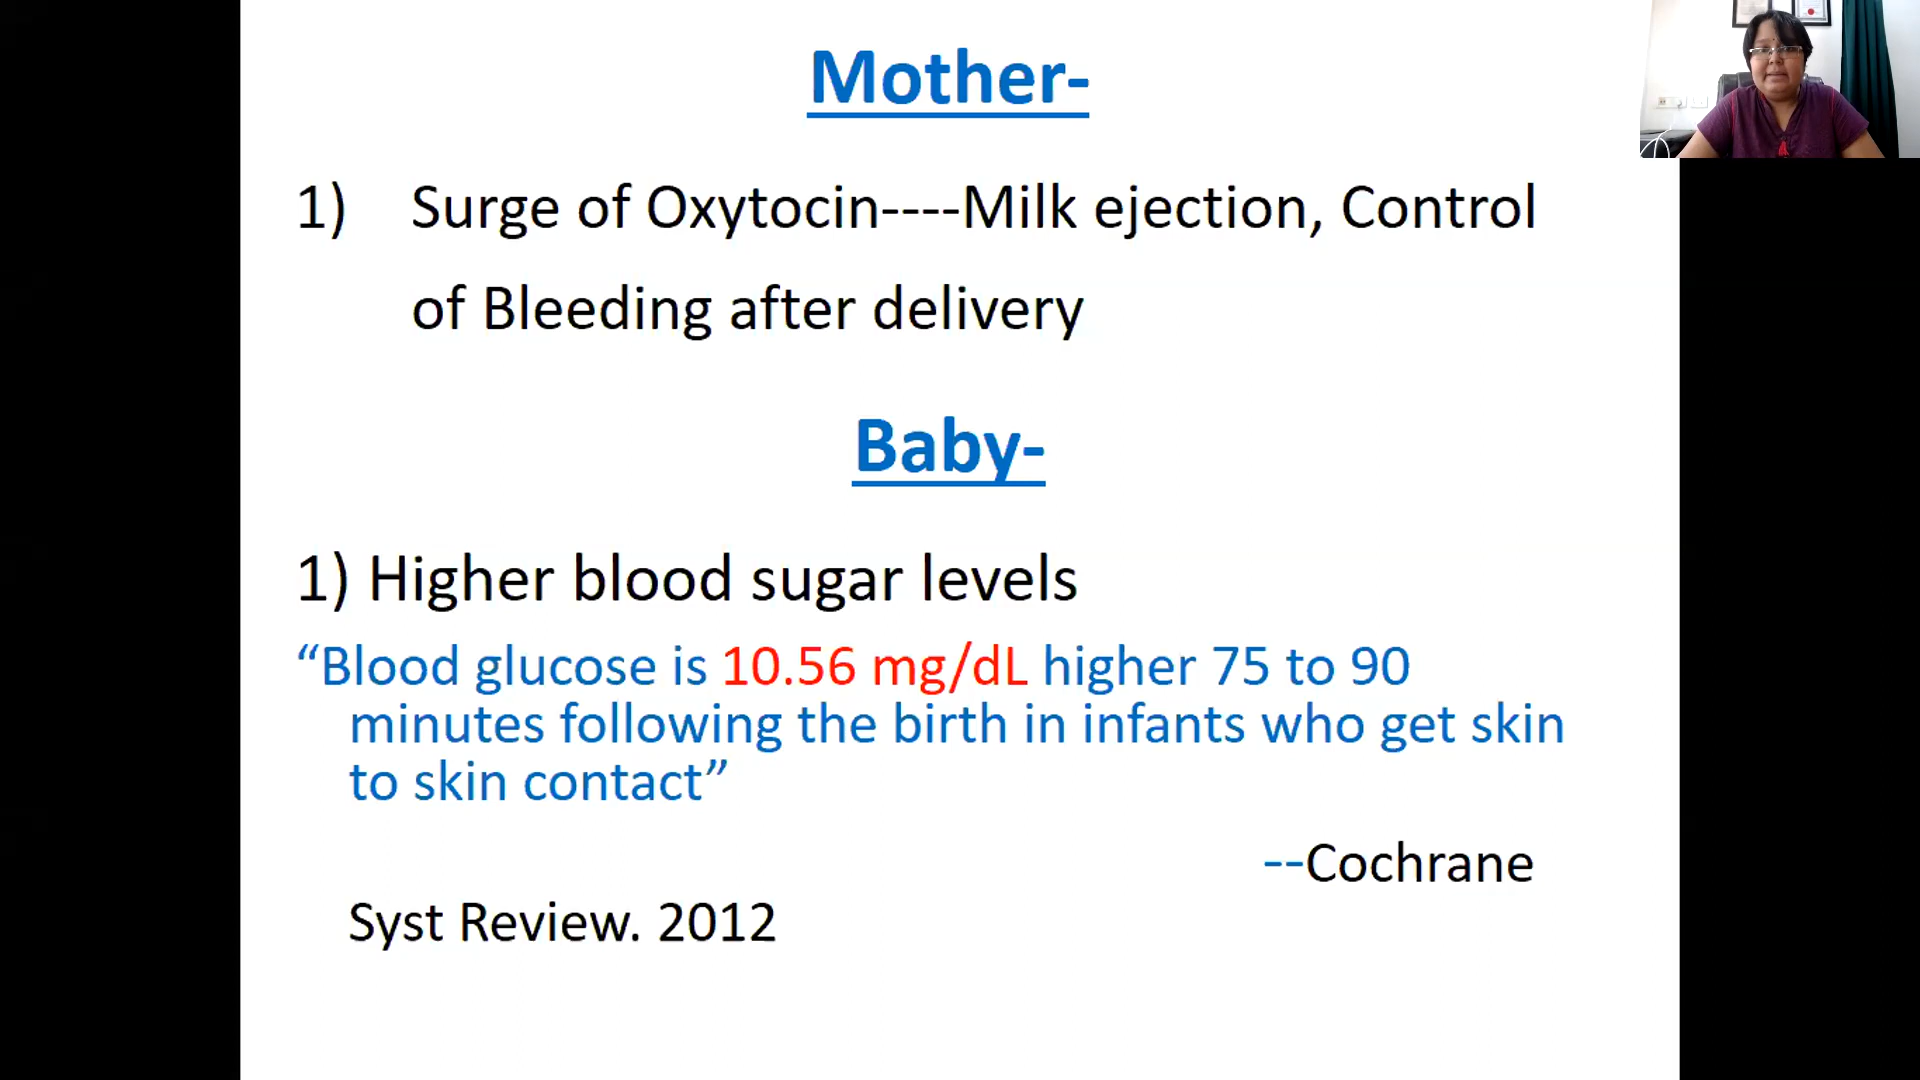 Mother-
1) Surge of Oxytocin----Milk ejection, Control
of Bleeding after delivery
Baby-
1) Higher blood sugar levels
“Blood glucose is 10.56 mg/dL higher 75 to 90
minutes following the birth in infants who get skin
to skin contact”
--Cochrane
Syst Review. 2012